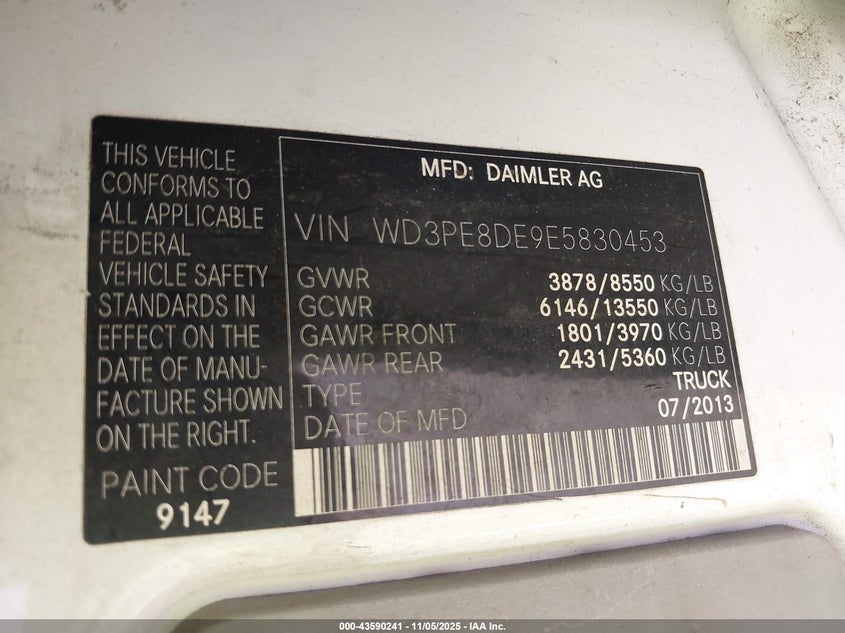 THIS VEHICLE
CONFORMS TO
ALL APPLICABLE
FEDERAL
VEHICLE SAFETY
STANDARDS IN
EFFECT ON THE
DATE OF MANU-
FACTURE SHOWN
ON THE RIGHT.
PAINT CODE
9147
MFD: DAIMLER AG
VIN WD3PE8DE9E5830453
GVWR 3878/8550 KG/LB
GCWR 6146/13550 KG/LB
GAWR FRONT 1801/3970 KG/LB
GAWR REAR 2431/5360 KG/LB
TYPE TRUCK
DATE OF MFD 07/2013
000-43590241 - 11/05/2025 - IAA Inc.